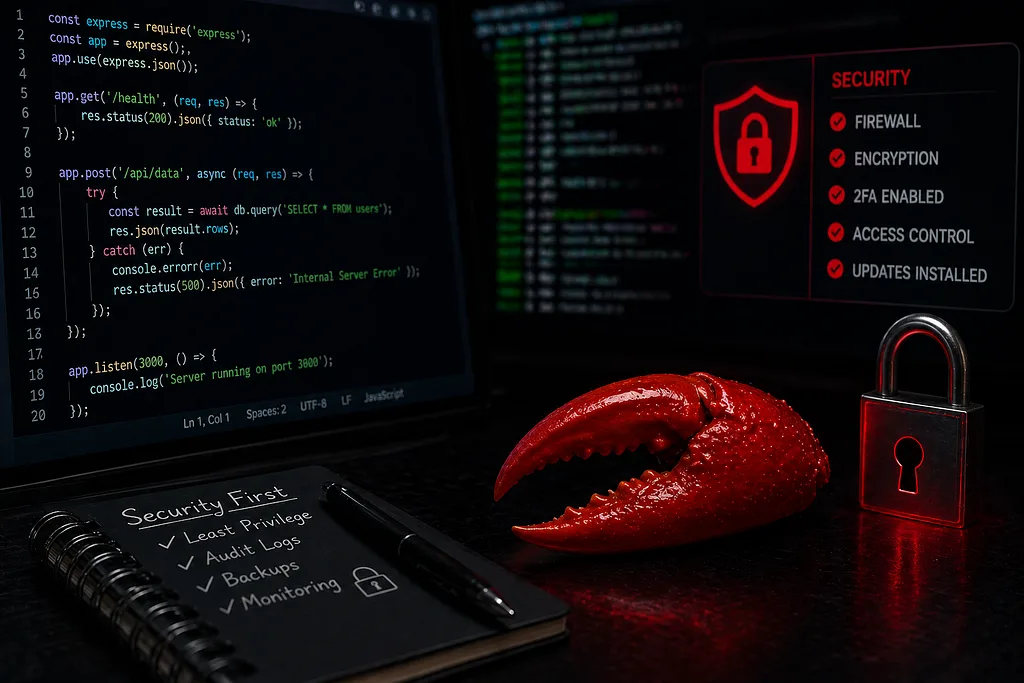 1 const express = require('express');
2 const app = express();,
3 app.use(express.json());
4
5 app.get('/health', (req, res) => {
6 res.status(200).json({ status: 'ok' });
7 });
8
9 app.post('/api/data', async (req, res) => {
10 try {
11 const result = await db.query('SELECT * FROM users');
12 res.json(result.rows);
13 } catch (err) {
14 console.errorr(err);
16 res.status(500).json({ error: 'Internal Server Error' });
16 });
13 });
17
18 app.listen(3000, () => {
19 console.log('Server running on port 3000');
20 });
Ln 1, Col 1 Spaces: 2 UTF-8 LF JavaScript
SECURITY
FIREWALL
ENCRYPTION
2FA ENABLED
ACCESS CONTROL
UPDATES INSTALLED
Security First
✓ Least Privilege
✓ Audit Logs
✓ Backups
✓ Monitoring